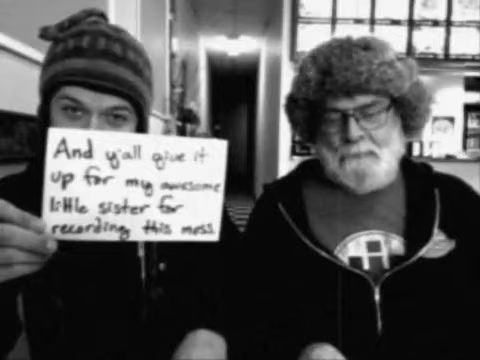 And y'all give it
up for my awesome
little sister for
recording this mess.
H